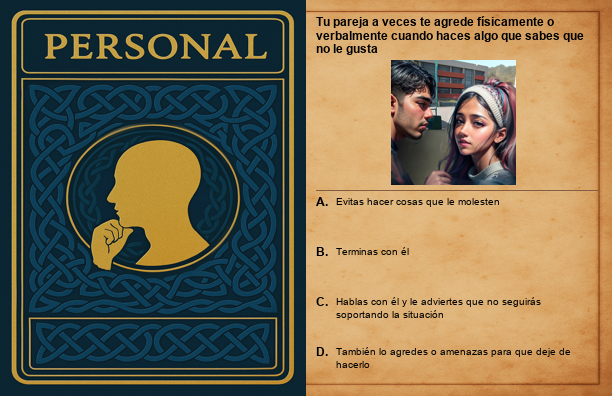 PERSONAL
Tu pareja a veces te agrede físicamente o
verbalmente cuando haces algo que sabes que
no le gusta
A. Evitas hacer cosas que le molesten
B. Terminas con él
C. Hablas con él y le adviertes que no seguirás
soportando la situación
D. También lo agredes o amenazas para que deje de
hacerlo